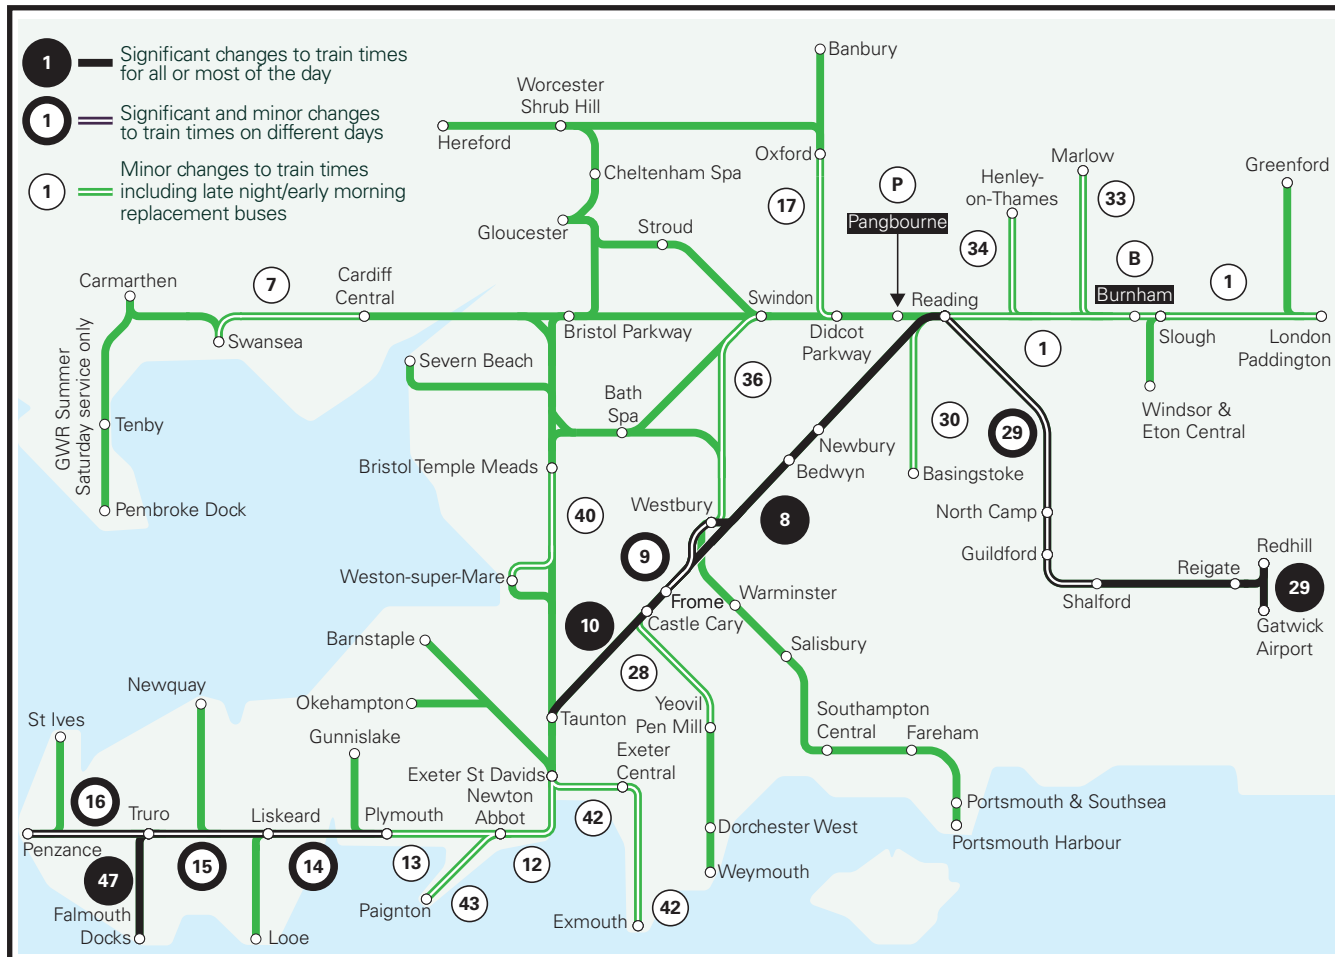 1
Significant changes to train times
for all or most of the day
1
Significant and minor changes
to train times on different days
1
Minor changes to train times
including late night/early morning
replacement buses
Banbury
Worcester
Shrub Hill
Hereford
Oxford
Cheltenham Spa
Gloucester
Stroud
17
P
Pangbourne
Henley-
on-Thames
34
Marlow
33
Greenford
B
Burnham
1
Carmarthen
7
Cardiff
Central
Swansea
Bristol Parkway
Swindon
Didcot
Parkway
Reading
1
Slough
London
Paddington
Severn Beach
36
Bath
Spa
30
29
Windsor &
Eton Central
GWR Summer
Saturday service only
Tenby
Pembroke Dock
Bristol Temple Meads
Newbury
Bedwyn
Basingstoke
Westbury
40
8
9
North Camp
Guildford
Shalford
Reigate
Redhill
29
Gatwick
Airport
Weston-super-Mare
Frome
Castle Cary
Warminster
10
28
Salisbury
Barnstaple
Okehampton
Taunton
Yeovil
Pen Mill
Southampton
Central
Fareham
Newquay
St Ives
Gunnislake
Exeter St Davids
Exeter
Central
Newton
Abbot
42
Portsmouth & Southsea
Portsmouth Harbour
16
Penzance
Truro
15
Liskeard
14
Plymouth
13
12
Dorchester West
Weymouth
47
Falmouth
Docks
Looe
Paignton
43
Exmouth
42